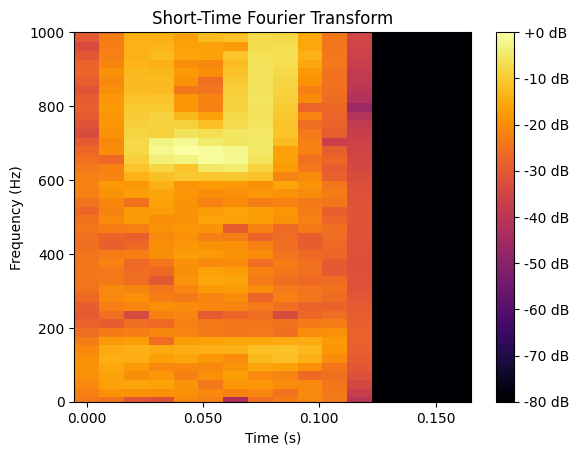 Short-Time Fourier Transform
1000
800
600
400
200
0
Frequency (Hz)
0.000
0.050
0.100
0.150
Time (s)
+0 dB
-10 dB
-20 dB
-30 dB
-40 dB
-50 dB
-60 dB
-70 dB
-80 dB